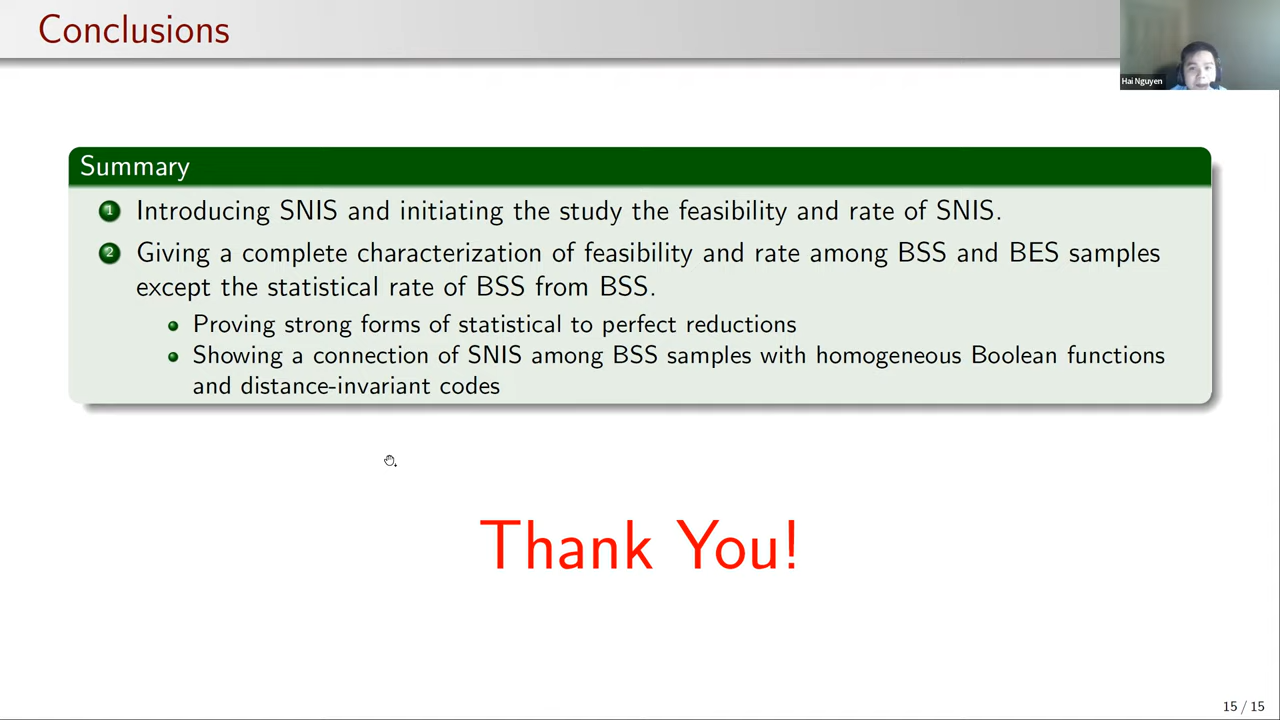 Conclusions
Hai Nguyen
Summary
1 Introducing SNIS and initiating the study the feasibility and rate of SNIS.
2 Giving a complete characterization of feasibility and rate among BSS and BES samples
except the statistical rate of BSS from BSS.
Proving strong forms of statistical to perfect reductions
Showing a connection of SNIS among BSS samples with homogeneous Boolean functions
and distance-invariant codes
Thank You!
15 / 15